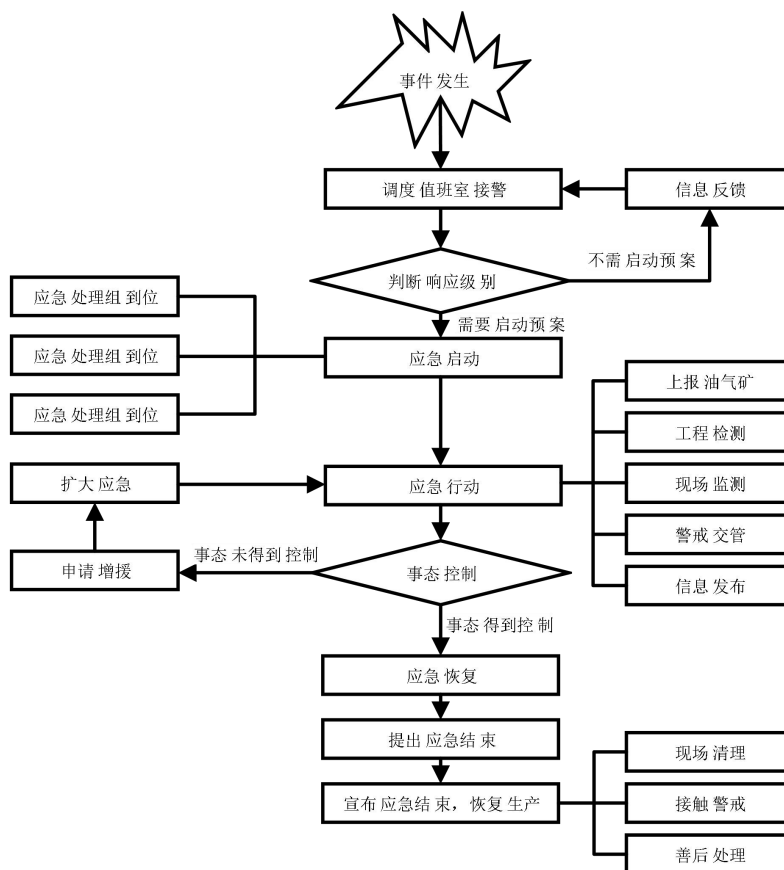 事件发生
调度值班室接警
信息反馈
不需启动预案
判断响应级别
应急处理组到位
需要启动预案
应急处理组到位
应急启动
应急处理组到位
上报油气矿
工程检测
扩大应急
应急行动
现场监测
警戒交管
事态未得到控制
申请增援
事态控制
信息发布
事态得到控制
应急恢复
提出应急结束
现场清理
宣布应急结束，恢复生产
接触警戒
善后处理